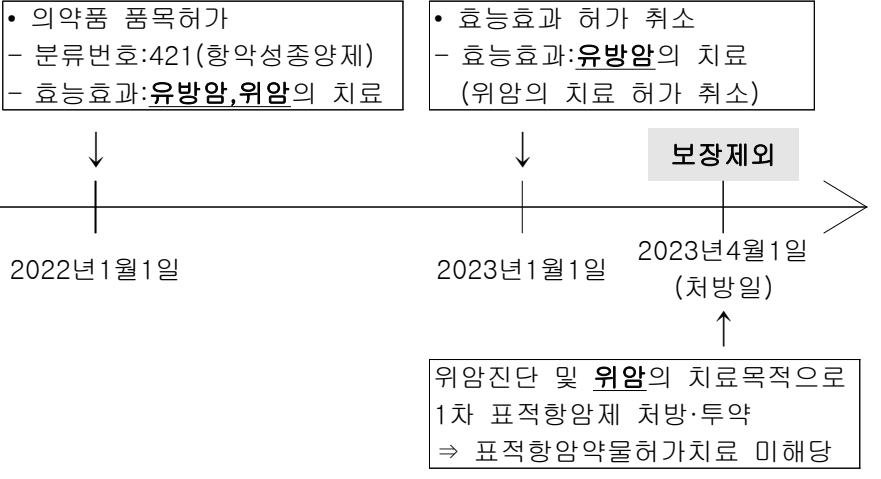 • 의약품 품목허가
- 분류번호:421(항악성종양제)
- 효능효과:유방암,위암의 치료
• 효능효과 허가 취소
- 효능효과:유방암의 치료
(위암의 치료 허가 취소)
↓
↓
보장제외
2022년1월1일
2023년1월1일
2023년4월1일
(처방일)
↑
위암진단 및 위암의 치료목적으로
1차 표적항암제 처방·투약
⇒ 표적항암약물허가치료 미해당